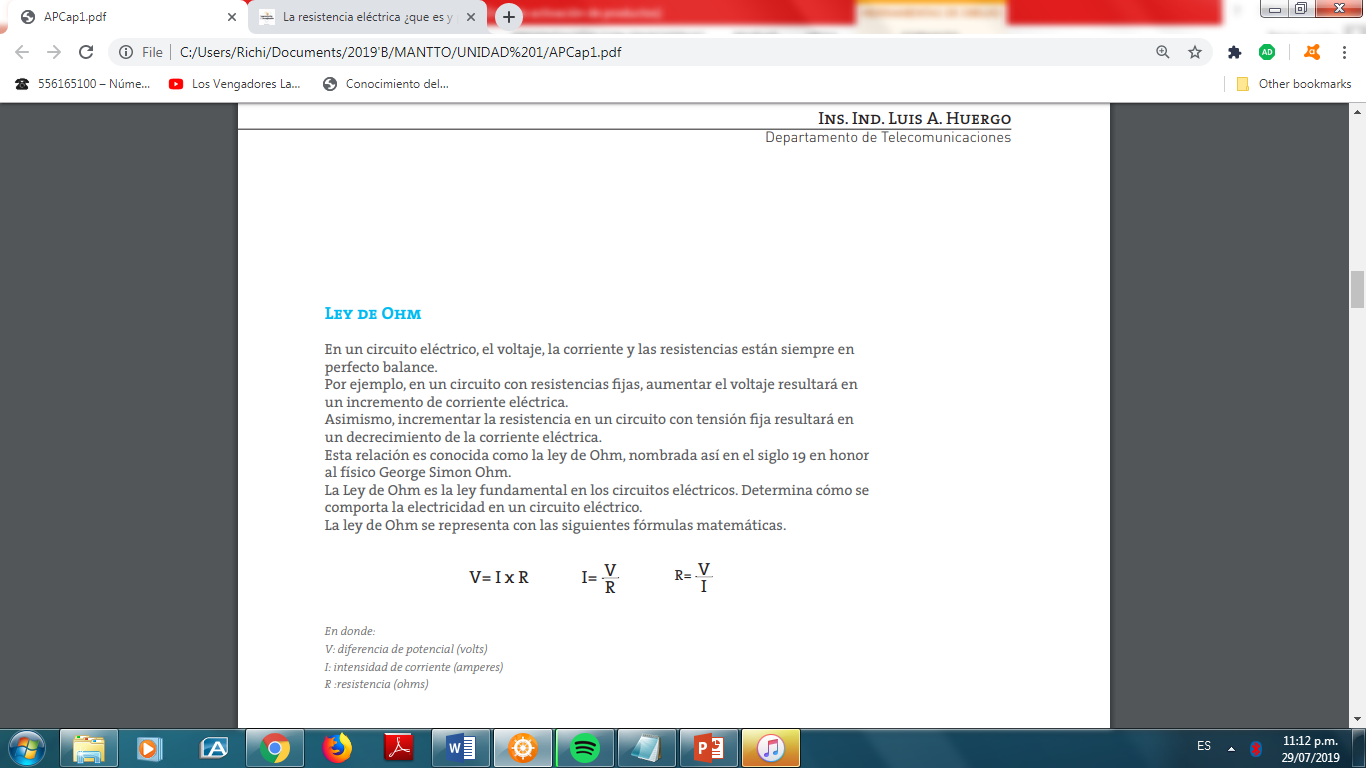 APCap1.pdf
La resistencia eléctrica ¿que es y
File
C:/Users/Richi/Documents/2019'B/MANTTO/UNIDAD%201/APCap1.pdf
AD
556165100 – Núme...
Los Vengadores La...
Conocimiento del...
Other bookmarks
Ins. Ind. Luis A. Huergo
Departamento de Telecomunicaciones
Ley de Ohm
En un circuito eléctrico, el voltaje, la corriente y las resistencias están siempre en
perfecto balance.
Por ejemplo, en un circuito con resistencias fijas, aumentar el voltaje resultará en
un incremento de corriente eléctrica.
Asimismo, incrementar la resistencia en un circuito con tensión fija resultará en
un decrecimiento de la corriente eléctrica.
Esta relación es conocida como la ley de Ohm, nombrada así en el siglo 19 en honor
al físico George Simon Ohm.
La Ley de Ohm es la ley fundamental en los circuitos eléctricos. Determina cómo se
comporta la electricidad en un circuito eléctrico.
La ley de Ohm se representa con las siguientes fórmulas matemáticas.
V= I x R I= V/R R= V/I
En donde:
V: diferencia de potencial (volts)
I: intensidad de corriente (amperes)
R :resistencia (ohms)
ES
11:12 p.m.
29/07/2019